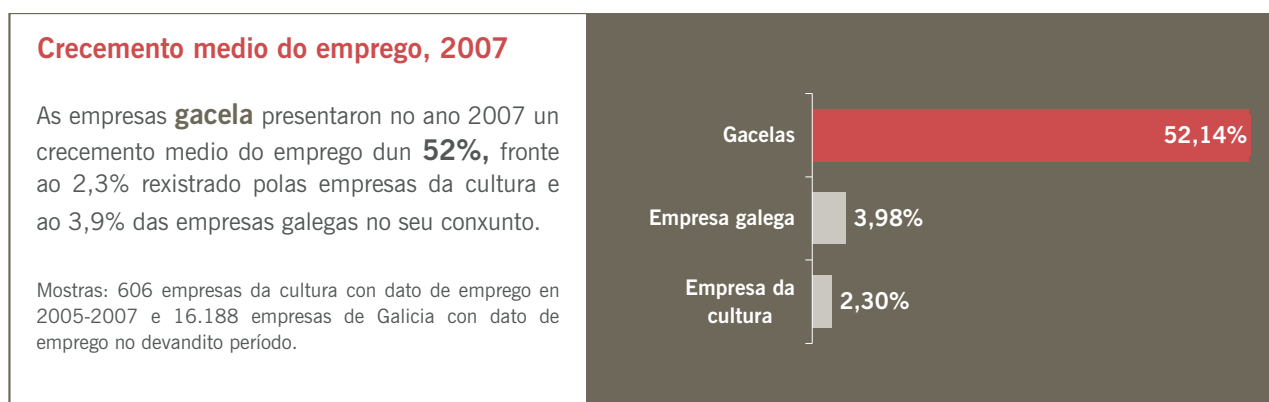 Crecemento medio do emprego, 2007
As empresas gacela presentaron no ano 2007 un
crecemento medio do emprego dun 52%, fronte
ao 2,3% rexistrado polas empresas da cultura e
ao 3,9% das empresas galegas no seu conxunto.
Mostras: 606 empresas da cultura con dato de emprego en
2005-2007 e 16.188 empresas de Galicia con dato de
emprego no devandito período.
Gacelas 52,14%
Empresa galega 3,98%
Empresa da
cultura 2,30%